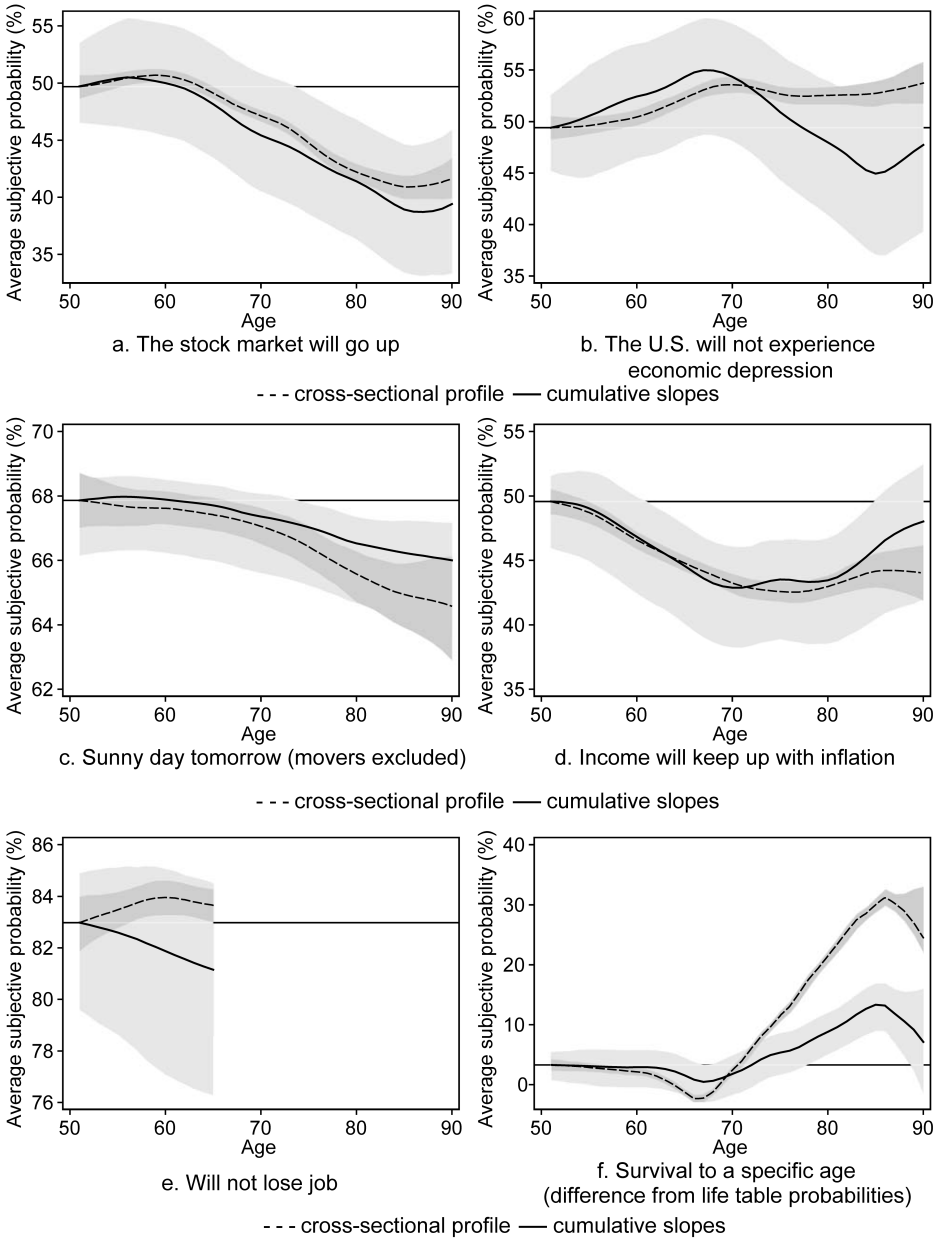 Average subjective probability (%)
55
50
45
40
35
50 60 70 80 90
Age
a. The stock market will go up
Average subjective probability (%)
60
55
50
45
40
35
50 60 70 80 90
Age
b. The U.S. will not experience
economic depression
cross-sectional profile cumulative slopes
Average subjective probability (%)
70
68
66
64
62
50 60 70 80 90
Age
c. Sunny day tomorrow (movers excluded)
Average subjective probability (%)
55
50
45
40
35
50 60 70 80 90
Age
d. Income will keep up with inflation
cross-sectional profile cumulative slopes
Average subjective probability (%)
86
84
82
80
78
76
50 60 70 80 90
Age
e. Will not lose job
Average subjective probability (%)
40
30
20
10
0
50 60 70 80 90
Age
f. Survival to a specific age
(difference from life table probabilities)
cross-sectional profile cumulative slopes